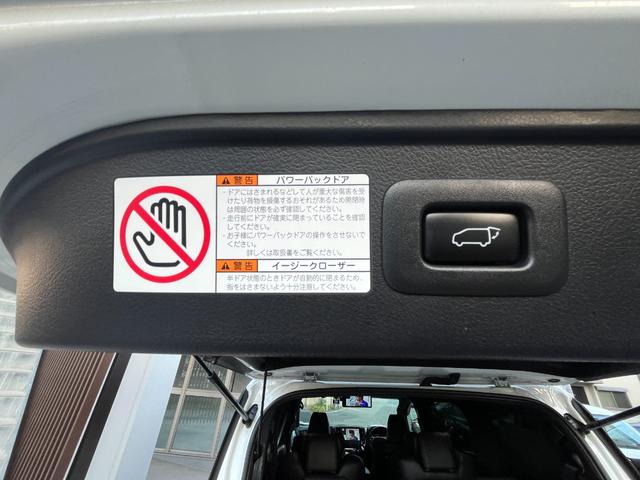 警告 パワーバックドア
・ドアにはさまれるなどして人が重大な傷害を受
けたり荷物を損傷するおそれがあるため開閉時
は周囲の状態を必ず確認してください。
・走行前にドアが確実に閉まっていることを確認
してください。
・お子様にパワーバックドアの操作をさせないで
ください。
詳しくは取扱書をご覧ください。
警告 イージークローザー
半ドア状態のときドアが自動的に閉まるため、
指をはさまないよう十分注意してください。